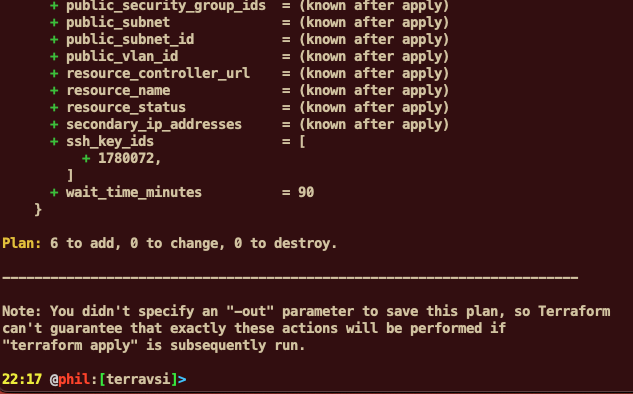 + public_security_group_ids = (known after apply)
+ public_subnet = (known after apply)
+ public_subnet_id = (known after apply)
+ public_vlan_id = (known after apply)
+ resource_controller_url = (known after apply)
+ resource_name = (known after apply)
+ resource_status = (known after apply)
+ secondary_ip_addresses = (known after apply)
+ ssh_key_ids = [
+ 1780072,
]
+ wait_time_minutes = 90
}
Plan: 6 to add, 0 to change, 0 to destroy.
------------------------------------------------------------------------
Note: You didn't specify an "-out" parameter to save this plan, so Terraform
can't guarantee that exactly these actions will be performed if
"terraform apply" is subsequently run.
22:17 @phil:[terravsi]>